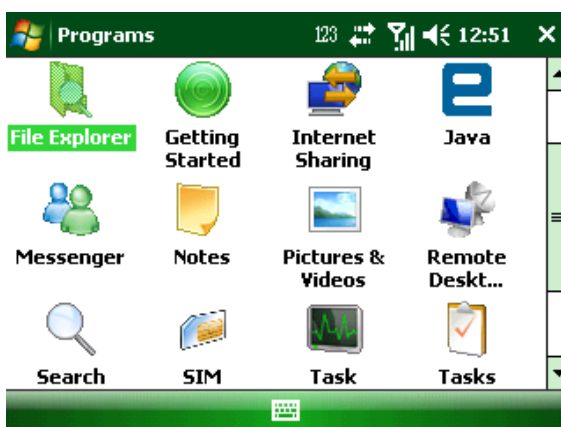 Programs 123 12:51
File Explorer Getting Started Internet Sharing Java
Messenger Notes Pictures & Videos Remote Deskt...
Search SIM Task Tasks